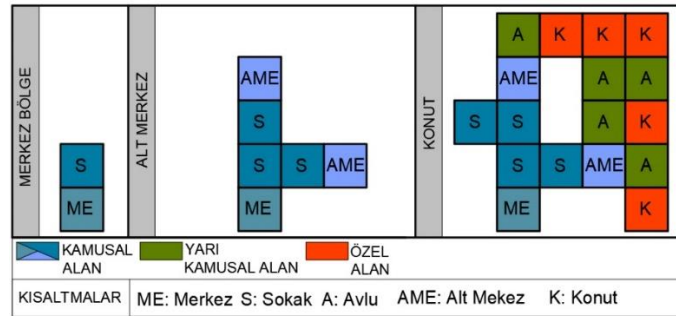 MERKEZ BÖLGE
S
ME
ALT MERKEZ
AME
S
S S AME
ME
KONUT
A K K K
AME A A
S S A K
S S AME A
ME K
KAMUSAL ALAN
YARI KAMUSAL ALAN
ÖZEL ALAN
KISALTMALAR ME: Merkez S: Sokak A: Avlu AME: Alt Mekez K: Konut